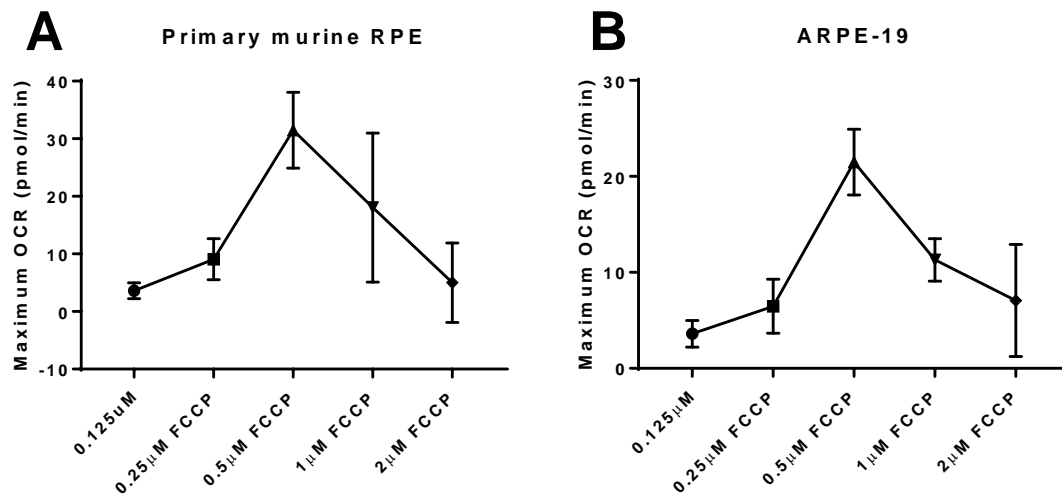 A
Primary murine RPE
Maximum OCR (pmol/min)
40
30
20
10
0
-10
0.125uM
0.25μM FCCP
0.5μM FCCP
1μM FCCP
2μM FCCP
B
ARPE-19
Maximum OCR (pmol/min)
30
20
10
0
0.125μM
0.25μM FCCP
0.5μM FCCP
1μM FCCP
2μM FCCP